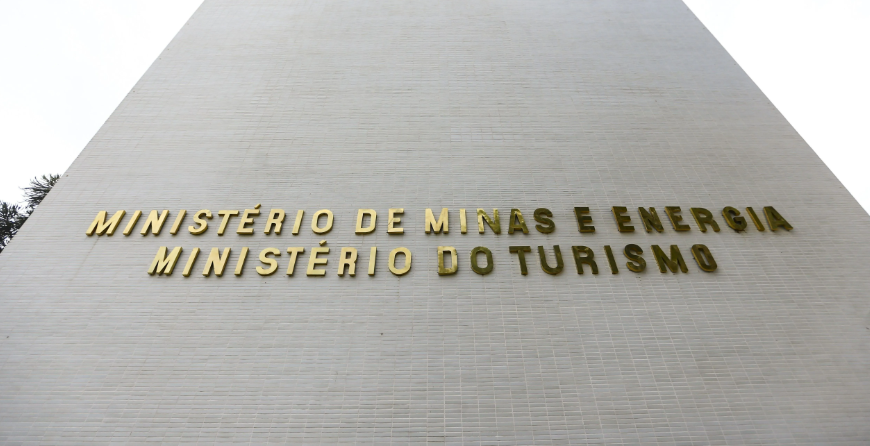 MINISTÉRIO DE MINAS E ENERGIA
MINISTÉRIO DO TURISMO